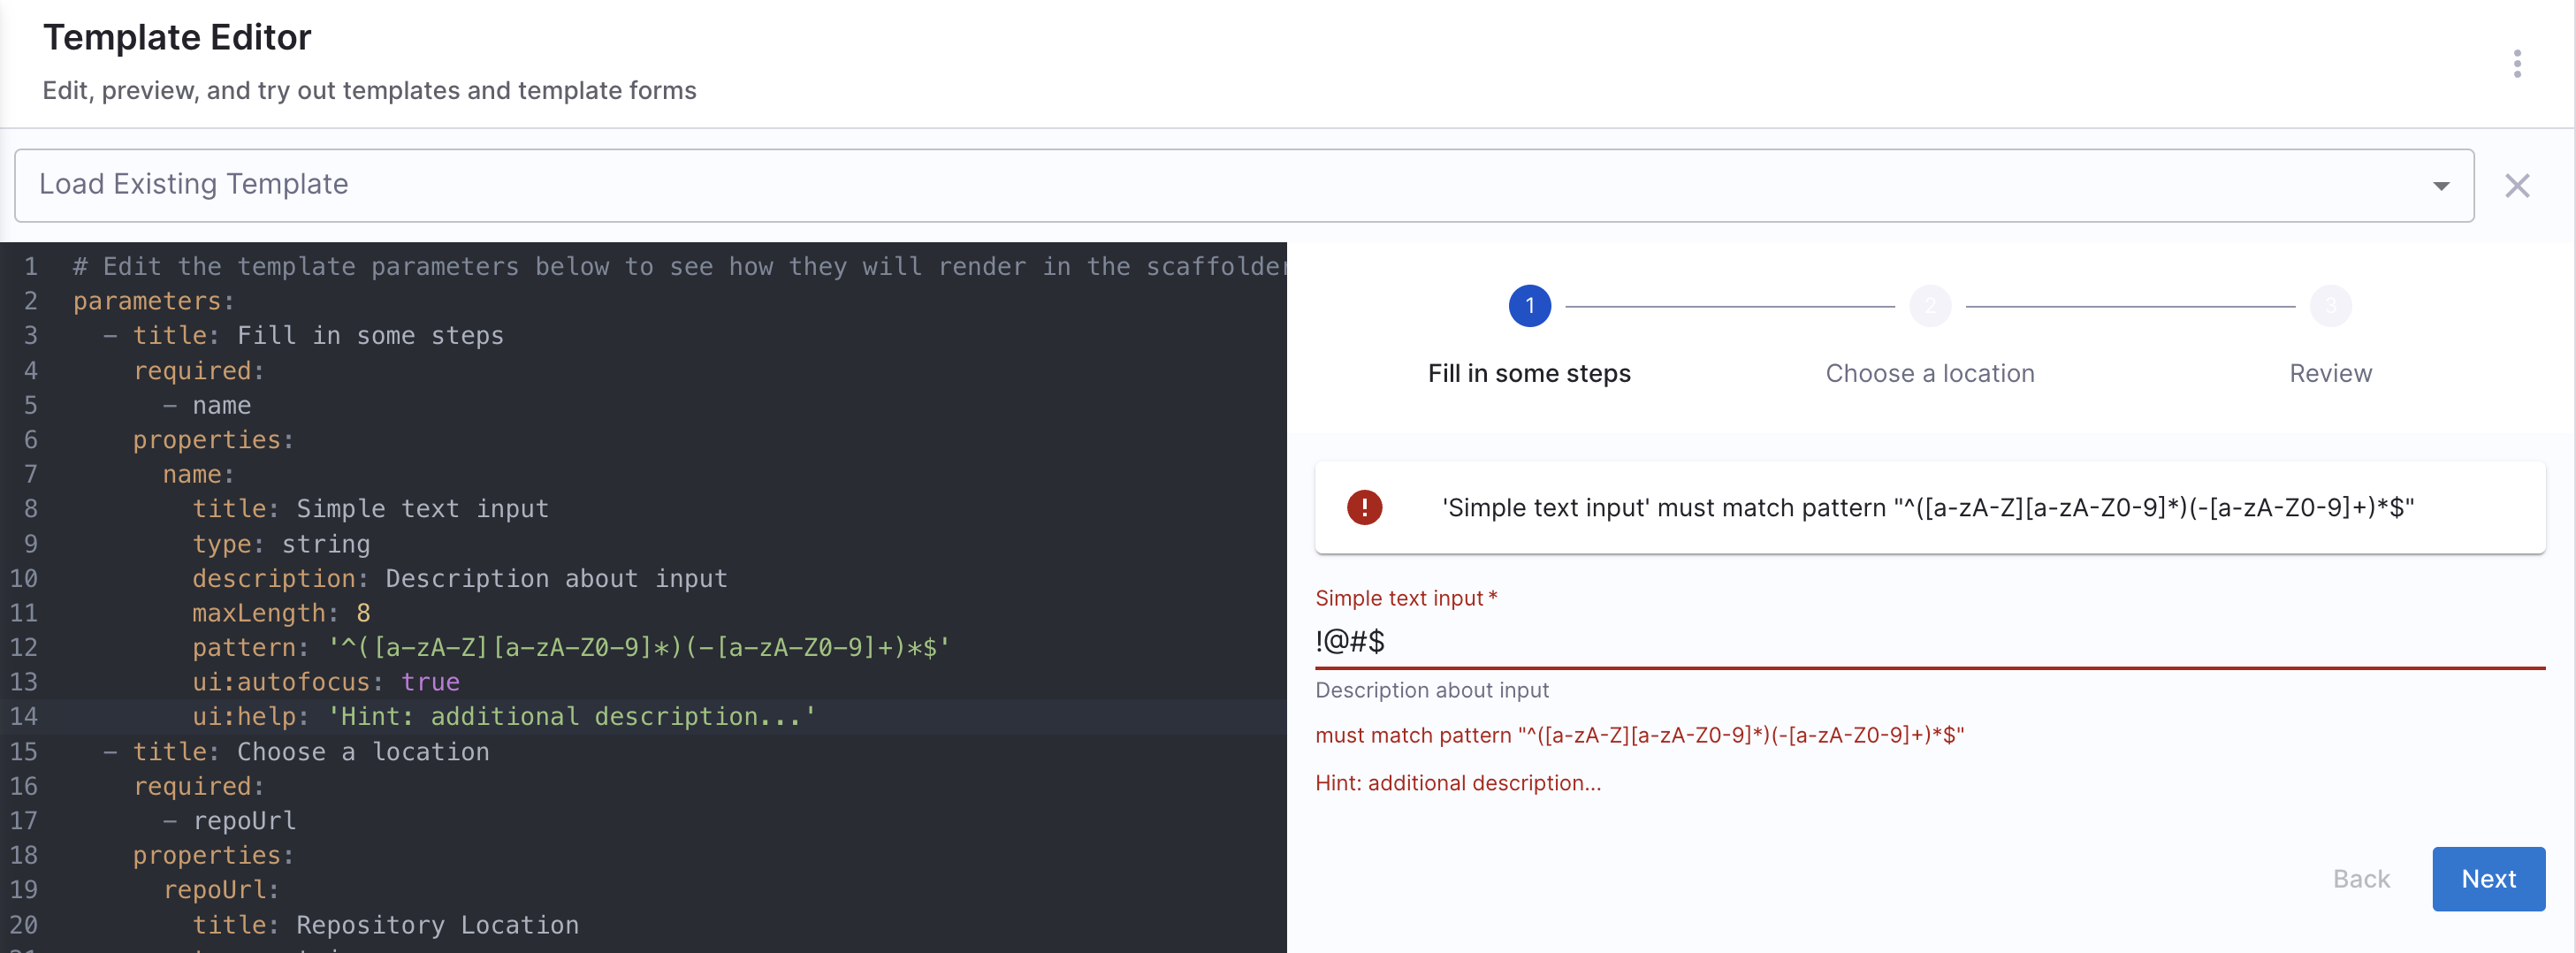 Template Editor
Edit, preview, and try out templates and template forms
Load Existing Template
1 # Edit the template parameters below to see how they will render in the scaffolder
2 parameters:
3   - title: Fill in some steps
4     required:
5       - name
6     properties:
7       name:
8         title: Simple text input
9         type: string
10         description: Description about input
11         maxLength: 8
12         pattern: '^([a-zA-Z][a-zA-Z0-9]*)(-[a-zA-Z0-9]+)*$'
13         ui:autofocus: true
14         ui:help: 'Hint: additional description...'
15   - title: Choose a location
16     required:
17       - repoUrl
18     properties:
19       repoUrl:
20         title: Repository Location
1
2
3
Fill in some steps
Choose a location
Review
'Simple text input' must match pattern "^([a-zA-Z][a-zA-Z0-9]*)(-[a-zA-Z0-9]+)*$"
Simple text input *
!@#$
Description about input
must match pattern "^([a-zA-Z][a-zA-Z0-9]*)(-[a-zA-Z0-9]+)*$"
Hint: additional description...
Back
Next